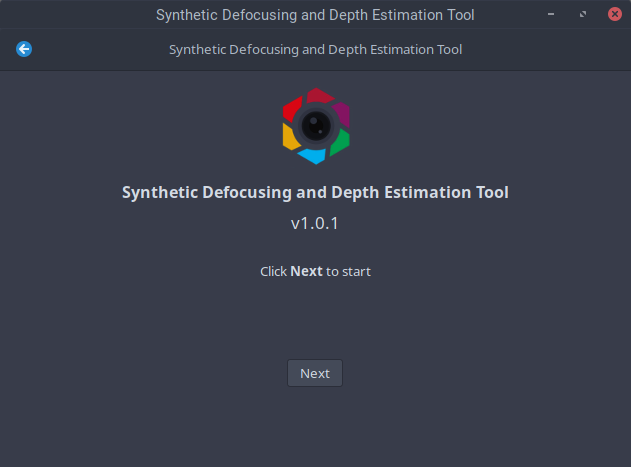 Synthetic Defocusing and Depth Estimation Tool
Synthetic Defocusing and Depth Estimation Tool
Synthetic Defocusing and Depth Estimation Tool
v1.0.1
Click Next to start
Next